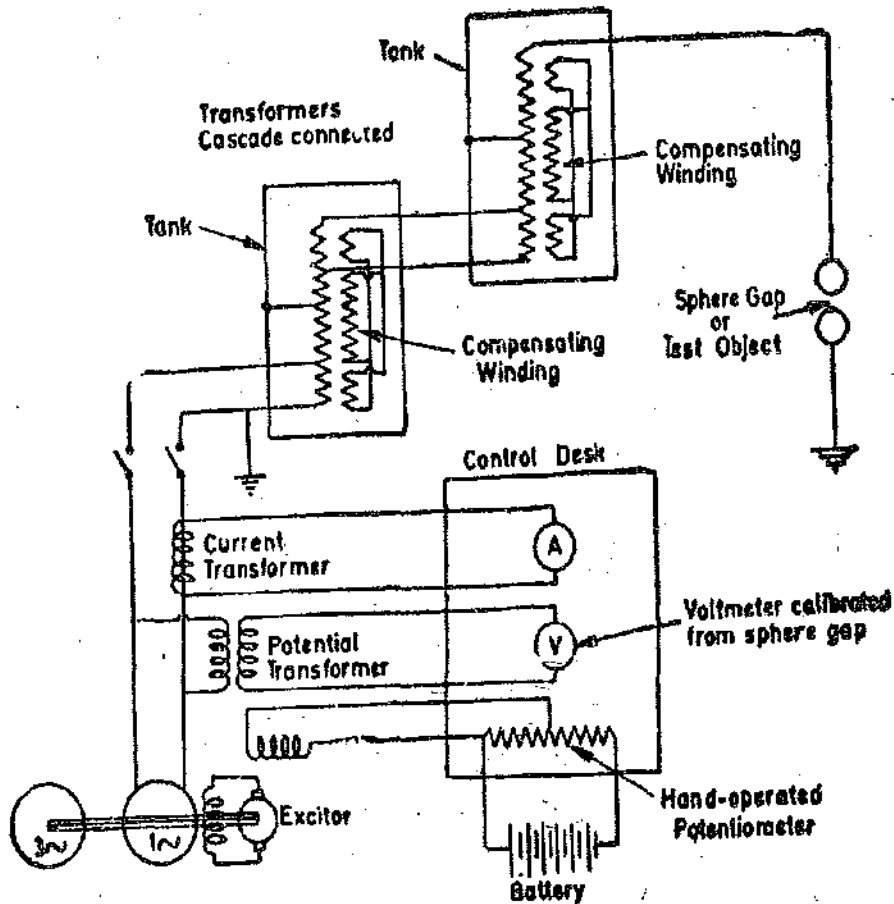 Tank
Transformers
Cascade connected
Compensating
Winding
Tank
Sphere Gap
or
Test Object
Compensating
Winding
Control Desk
Current
Transformer
A
Voltmeter calibrated
from sphere gap
Potential
Transformer
V
Hand-operated
Potentiometer
Excitor
3~
1~
Battery